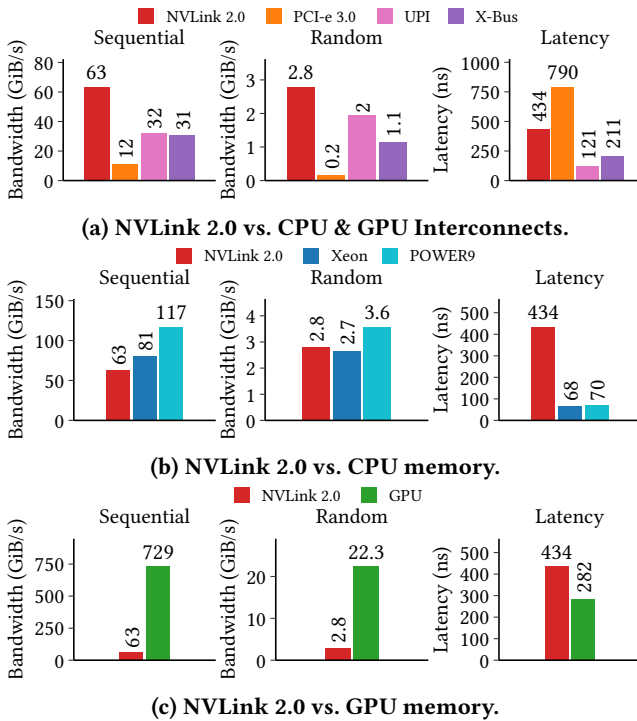 NVLink 2.0 PCI-e 3.0 UPI X-Bus
Sequential Random Latency
Bandwidth (GiB/s) 80 60 40 20 0 63 12 32 31
Bandwidth (GiB/s) 3 2 1 0 2.8 0.2 2 1.1
Latency (ns) 1000 750 500 250 0 434 790 121 211
(a) NVLink 2.0 vs. CPU & GPU Interconnects.
NVLink 2.0 Xeon POWER9
Sequential Random Latency
Bandwidth (GiB/s) 150 100 50 0 63 81 117
Bandwidth (GiB/s) 4 3 2 1 0 2.8 2.7 3.6
Latency (ns) 500 400 300 200 100 0 434 68 70
(b) NVLink 2.0 vs. CPU memory.
NVLink 2.0 GPU
Sequential Random Latency
Bandwidth (GiB/s) 750 500 250 0 63 729
Bandwidth (GiB/s) 20 10 0 2.8 22.3
Latency (ns) 500 400 300 200 100 0 434 282
(c) NVLink 2.0 vs. GPU memory.